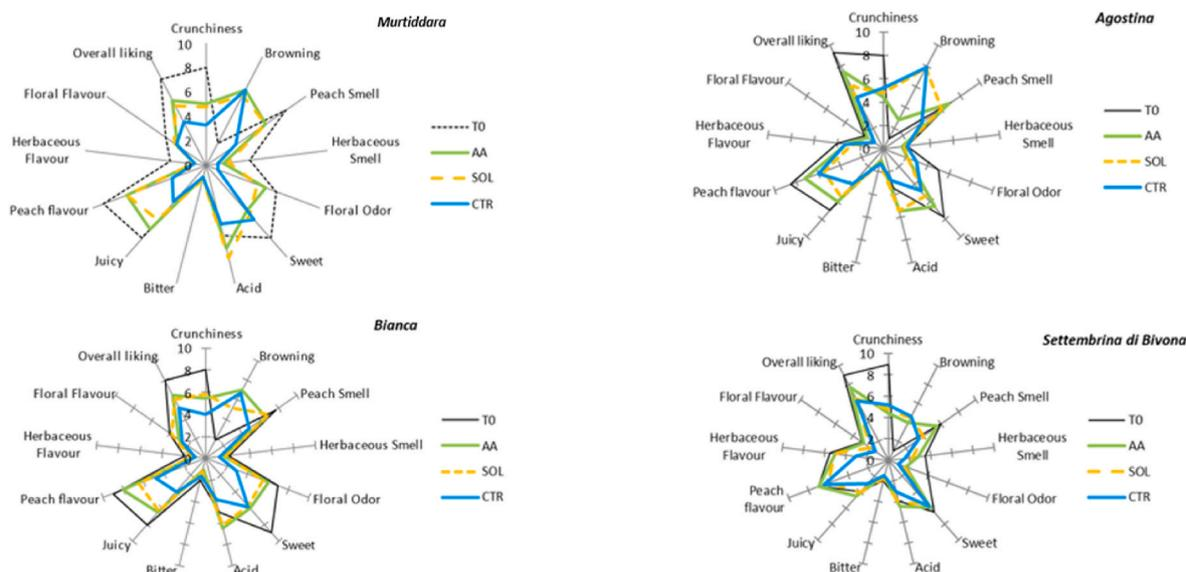 Murtiddara
Crunchiness
10
8
6
4
2
0
Overall liking
Browning
Floral Flavour
Peach Smell
Herbaceous
Flavour
Herbaceous
Smell
Peach flavour
Floral Odor
Juicy
Sweet
Bitter
Acid
T0
AA
SOL
CTR
Agostina
Crunchiness
10
8
6
4
2
0
Overall liking
Browning
Floral Flavour
Peach Smell
Herbaceous
Flavour
Herbaceous
Smell
Peach flavour
Floral Odor
Juicy
Sweet
Bitter
Acid
T0
AA
SOL
CTR
Bianca
Crunchiness
10
8
6
4
2
0
Overall liking
Browning
Floral Flavour
Peach Smell
Herbaceous
Flavour
Herbaceous Smell
Peach flavour
Floral Odor
Juicy
Sweet
Bitter
Acid
T0
AA
SOL
CTR
Settembrina di Bivona
Crunchiness
10
8
6
4
2
0
Overall liking
Browning
Floral Flavour
Peach Smell
Herbaceous
Flavour
Herbaceous
Smell
Peach
flavour
Floral Odor
Juicy
Sweet
Bitter
Acid
T0
AA
SOL
CTR